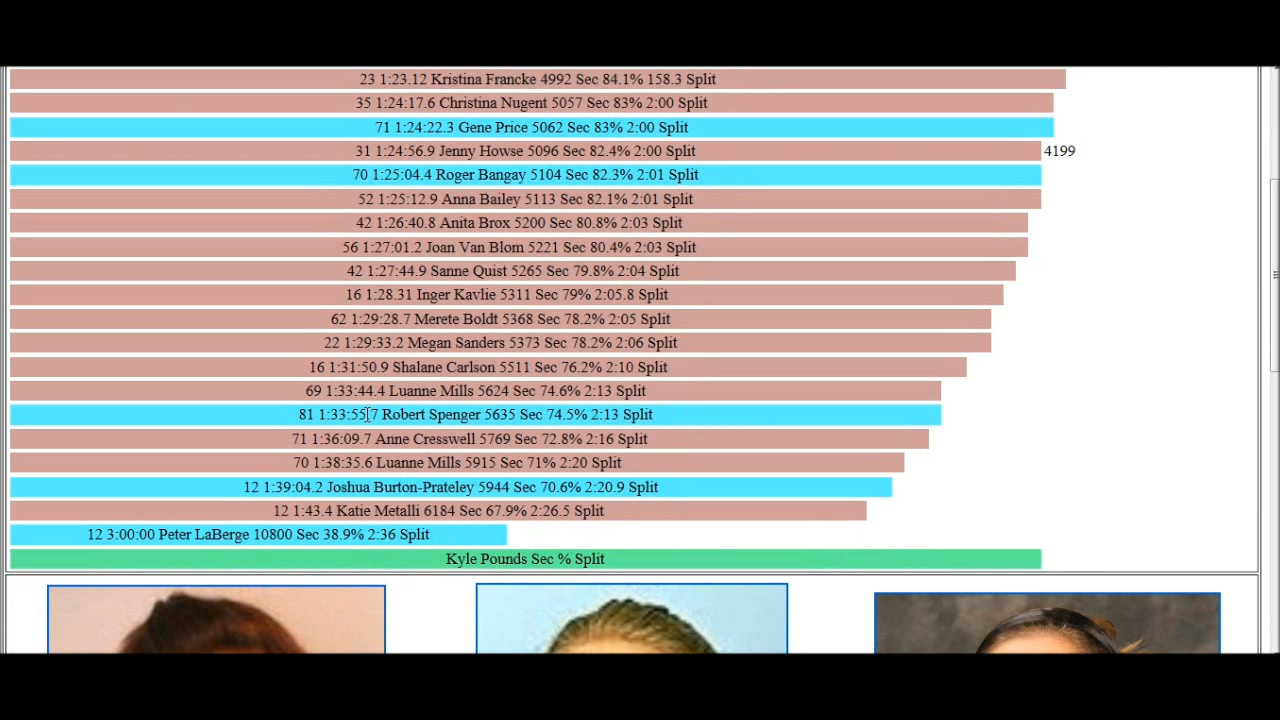 23 1:23.12 Kristina Francke 4992 Sec 84.1% 158.3 Split
35 1:24:17.6 Christina Nugent 5057 Sec 83% 2:00 Split
71 1:24:22.3 Gene Price 5062 Sec 83% 2:00 Split
31 1:24:56.9 Jenny Howse 5096 Sec 82.4% 2:00 Split 4199
70 1:25:04.4 Roger Bangay 5104 Sec 82.3% 2:01 Split
52 1:25:12.9 Anna Bailey 5113 Sec 82.1% 2:01 Split
42 1:26:40.8 Anita Brox 5200 Sec 80.8% 2:03 Split
56 1:27:01.2 Joan Van Blom 5221 Sec 80.4% 2:03 Split
42 1:27:44.9 Sanne Quist 5265 Sec 79.8% 2:04 Split
16 1:28.31 Inger Kavlie 5311 Sec 79% 2:05.8 Split
62 1:29:28.7 Merete Boldt 5368 Sec 78.2% 2:05 Split
22 1:29:33.2 Megan Sanders 5373 Sec 78.2% 2:06 Split
16 1:31:50.9 Shalane Carlson 5511 Sec 76.2% 2:10 Split
69 1:33:44.4 Luanne Mills 5624 Sec 74.6% 2:13 Split
81 1:33:55.7 Robert Spenger 5635 Sec 74.5% 2:13 Split
71 1:36:09.7 Anne Cresswell 5769 Sec 72.8% 2:16 Split
70 1:38:35.6 Luanne Mills 5915 Sec 71% 2:20 Split
12 1:39:04.2 Joshua Burton-Prateley 5944 Sec 70.6% 2:20.9 Split
12 1:43.4 Katie Metalli 6184 Sec 67.9% 2:26.5 Split
12 3:00:00 Peter LaBerge 10800 Sec 38.9% 2:36 Split
Kyle Pounds Sec % Split